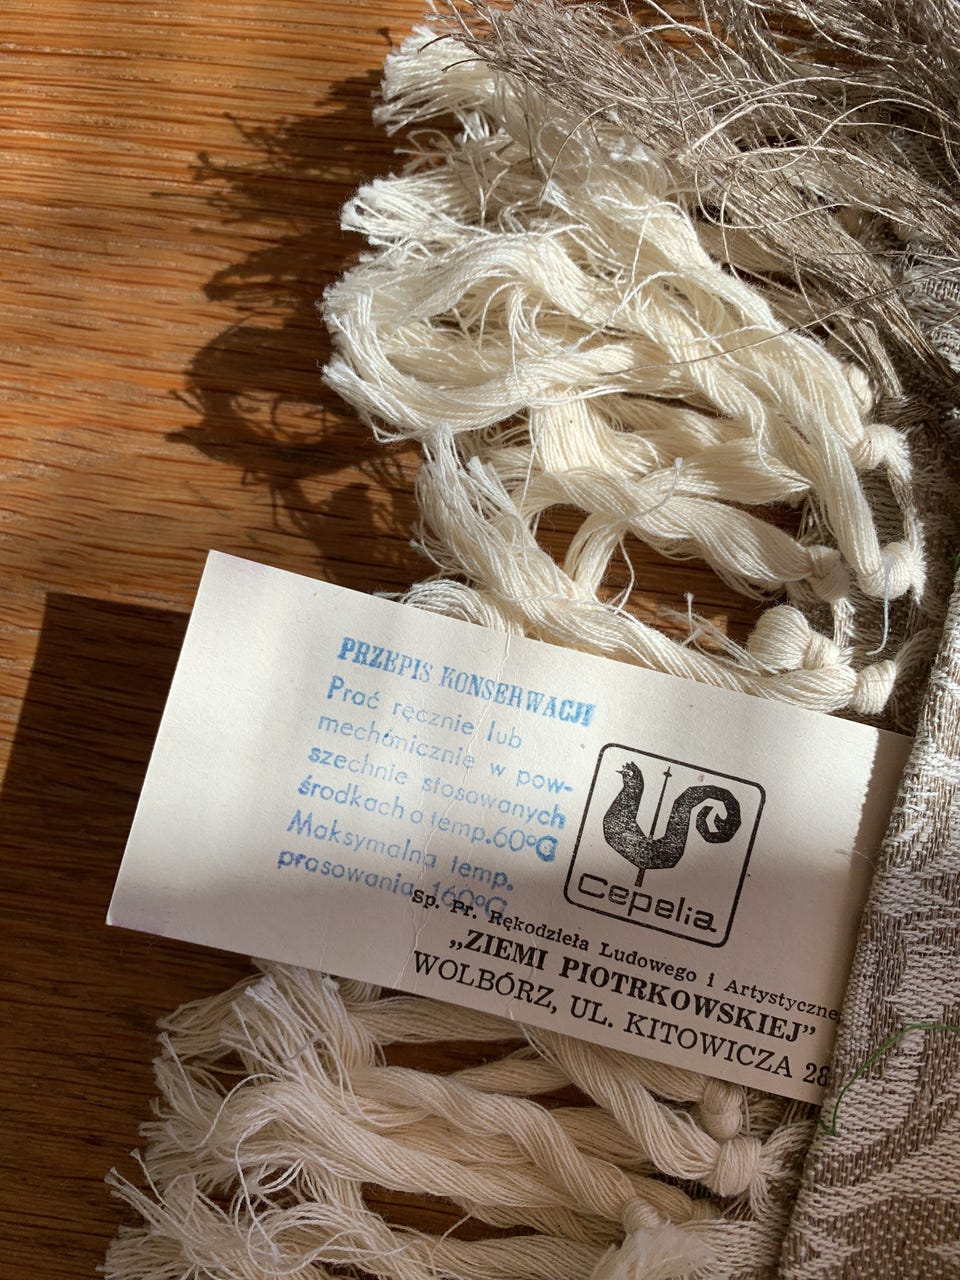 PRZEPIS KONSERWACJI
Prać ręcznie lub
mechanicznie w pow-
szechnie stosowanych
środkach o temp.60°C
Maksymalna temp.
prasowania 160°C
Cepelia
Sp. Pr. Rękodzieła Ludowego i Artystyczne
„ZIEMI PIOTRKOWSKIEJ”
WOLBÓRZ, UL. KITOWICZA 28